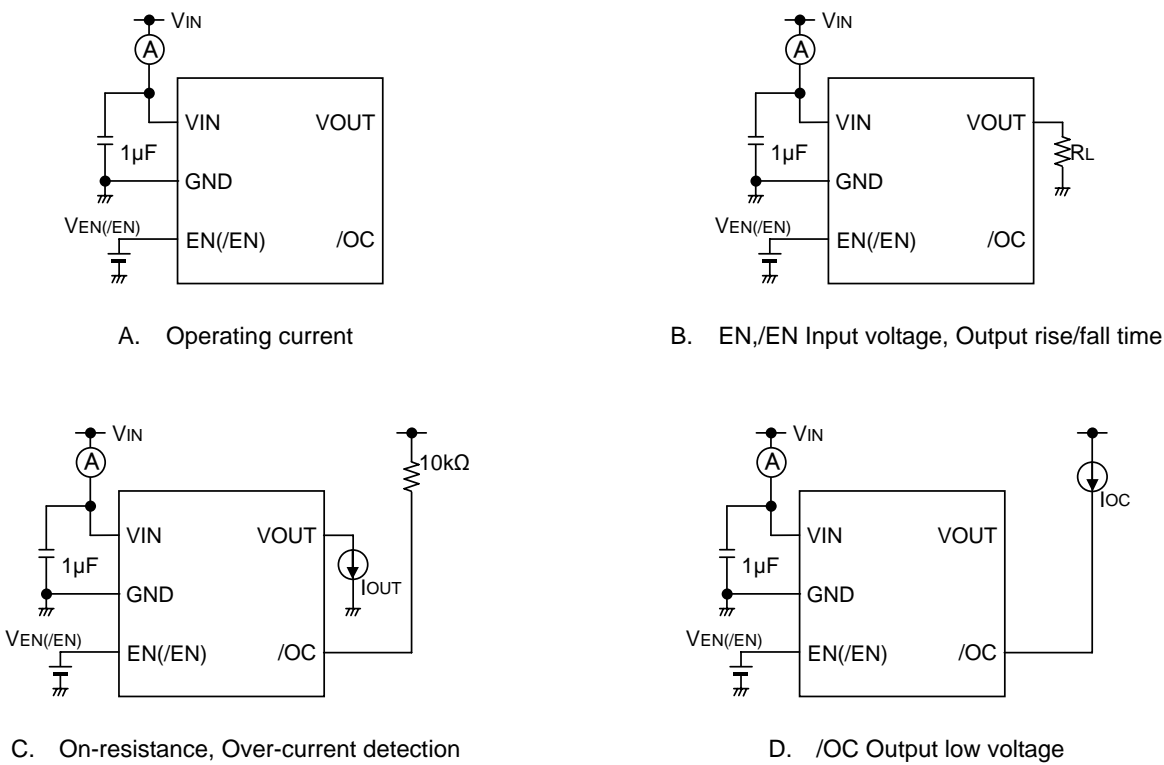 VIN
A
VIN VOUT
1µF
GND
VEN(/EN)
EN(/EN) /OC
A. Operating current
VIN
A
VIN VOUT
1µF
RL
GND
VEN(/EN)
EN(/EN) /OC
B. EN,/EN Input voltage, Output rise/fall time
VIN
A
10kΩ
VIN VOUT
1µF
IOUT
GND
VEN(/EN)
EN(/EN) /OC
C. On-resistance, Over-current detection
VIN
A
IOC
VIN VOUT
1µF
GND
VEN(/EN)
EN(/EN) /OC
D. /OC Output low voltage